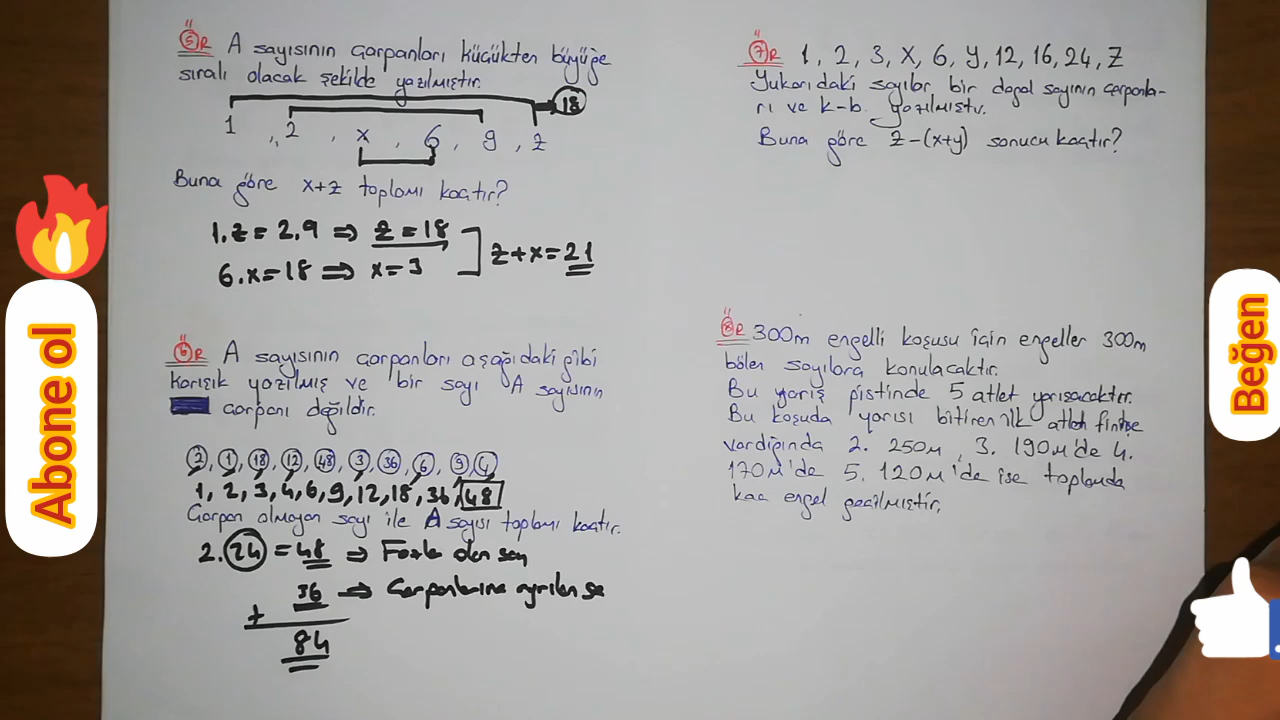 5 R A sayısının çarpanları küçükten büyüğe
sıralı olacak şekilde yazılmıştır.
18
1, 2, x, 6, 9, z
Buna göre x+z toplamı kaçtır?
1.z = 2.9 ⇒ z = 18
6.x = 18 ⇒ x = 3
z + x = 21
6 R A sayısının çarpanları aşağıdaki gibi
karışık yazılmış ve bir sayı A sayısının
çarpanı değildir.
2, 1, 18, 12, 48, 3, 36, 6, 9, 4
1, 2, 3, 4, 6, 9, 12, 18, 36, 48
Çarpan olmayan sayı ile A sayısı toplamı kaçtır.
2.24 = 48 ⇒ Fazla olan sayı
36 ⇒ Çarpanlarına ayrılan sa
+
84
7 R 1, 2, 3, X, 6, Y, 12, 16, 24, Z
Yukarıdaki sayılar bir doğal sayının çarpanla-
rı ve k-b yazılmıştır.
Buna göre z-(x+y) sonucu kaçtır?
8 R 300m engelli koşusu için engeller 300m
bölen sayılara konulacaktır.
Bu yarış pistinde 5 atlet yarışacaktır.
Bu koşuda yarışı bitiren ilk atlet finişe
vardığında 2. 250m, 3. 190m'de 4.
170m'de 5. 120m'de ise toplamda
kaç engel geçilmiştir.
Abone ol
Beğen